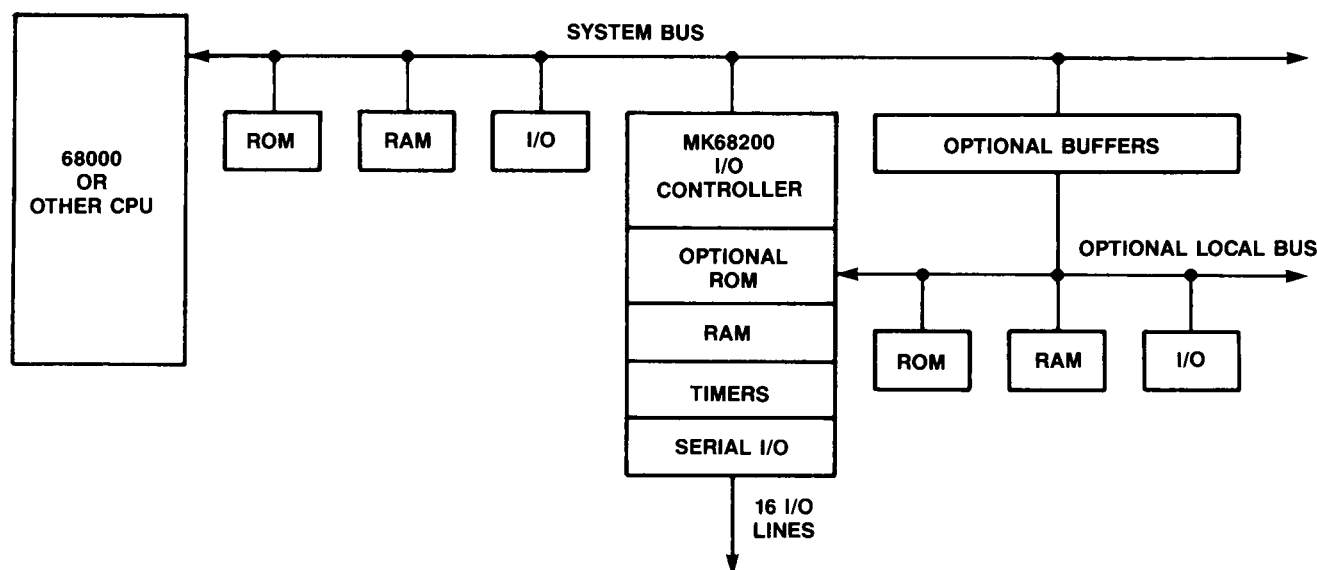 SYSTEM BUS
68000
OR
OTHER CPU
ROM
RAM
I/O
MK68200
I/O
CONTROLLER
OPTIONAL
ROM
RAM
TIMERS
SERIAL I/O
16 I/O
LINES
OPTIONAL BUFFERS
OPTIONAL LOCAL BUS
ROM
RAM
I/O